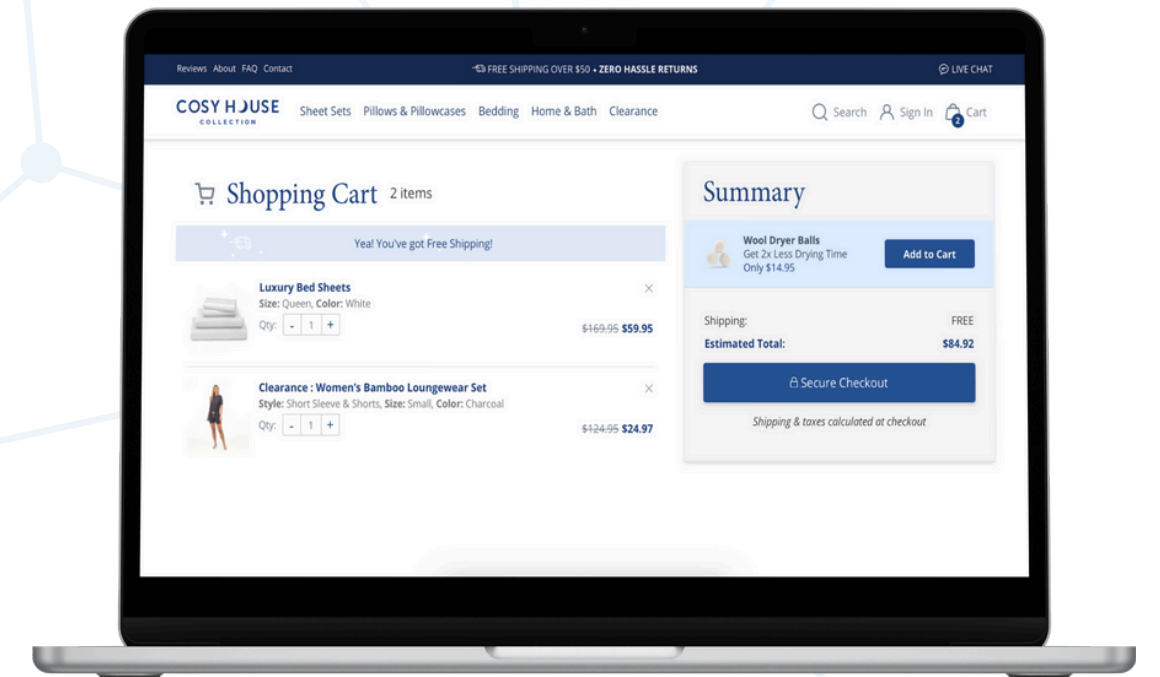 Reviews About FAQ Contact
FREE SHIPPING OVER $50 + ZERO HASSLE RETURNS
LIVE CHAT
COSY HOUSE
COLLECTION
Sheet Sets Pillows & Pillowcases Bedding Home & Bath Clearance
Search Sign In 2 Cart
Shopping Cart 2 items
Yea! You've got Free Shipping!
Luxury Bed Sheets
Size: Queen, Color: White
Qty: - 1 +
$169.95 $59.95
Clearance : Women's Bamboo Loungewear Set
Style: Short Sleeve & Shorts, Size: Small, Color: Charcoal
Qty: - 1 +
$124.95 $24.97
Summary
Wool Dryer Balls
Get 2x Less Drying Time
Only $14.95
Add to Cart
Shipping: FREE
Estimated Total: $84.92
Secure Checkout
Shipping & taxes calculated at checkout